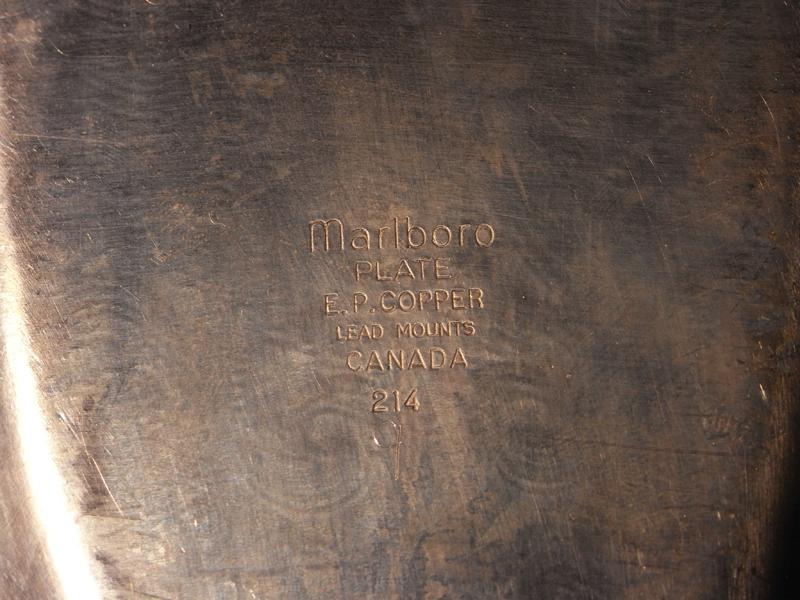 Marlboro
PLATE
E.P. COPPER
LEAD MOUNTS
CANADA
214